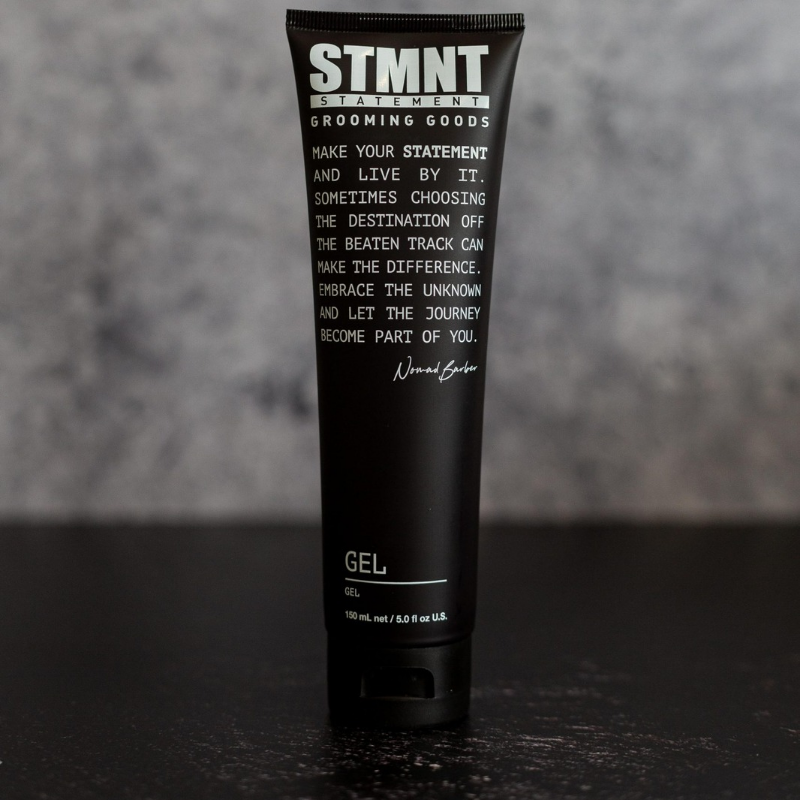 STMNT
STATEMENT
GROOMING GOODS
MAKE YOUR STATEMENT
AND LIVE BY IT.
SOMETIMES CHOOSING
THE DESTINATION OFF
THE BEATEN TRACK CAN
MAKE THE DIFFERENCE.
EMBRACE THE UNKNOWN
AND LET THE JOURNEY
BECOME PART OF YOU.
Nomad Barber
GEL
GEL
150 mL net / 5.0 fl oz U.S.